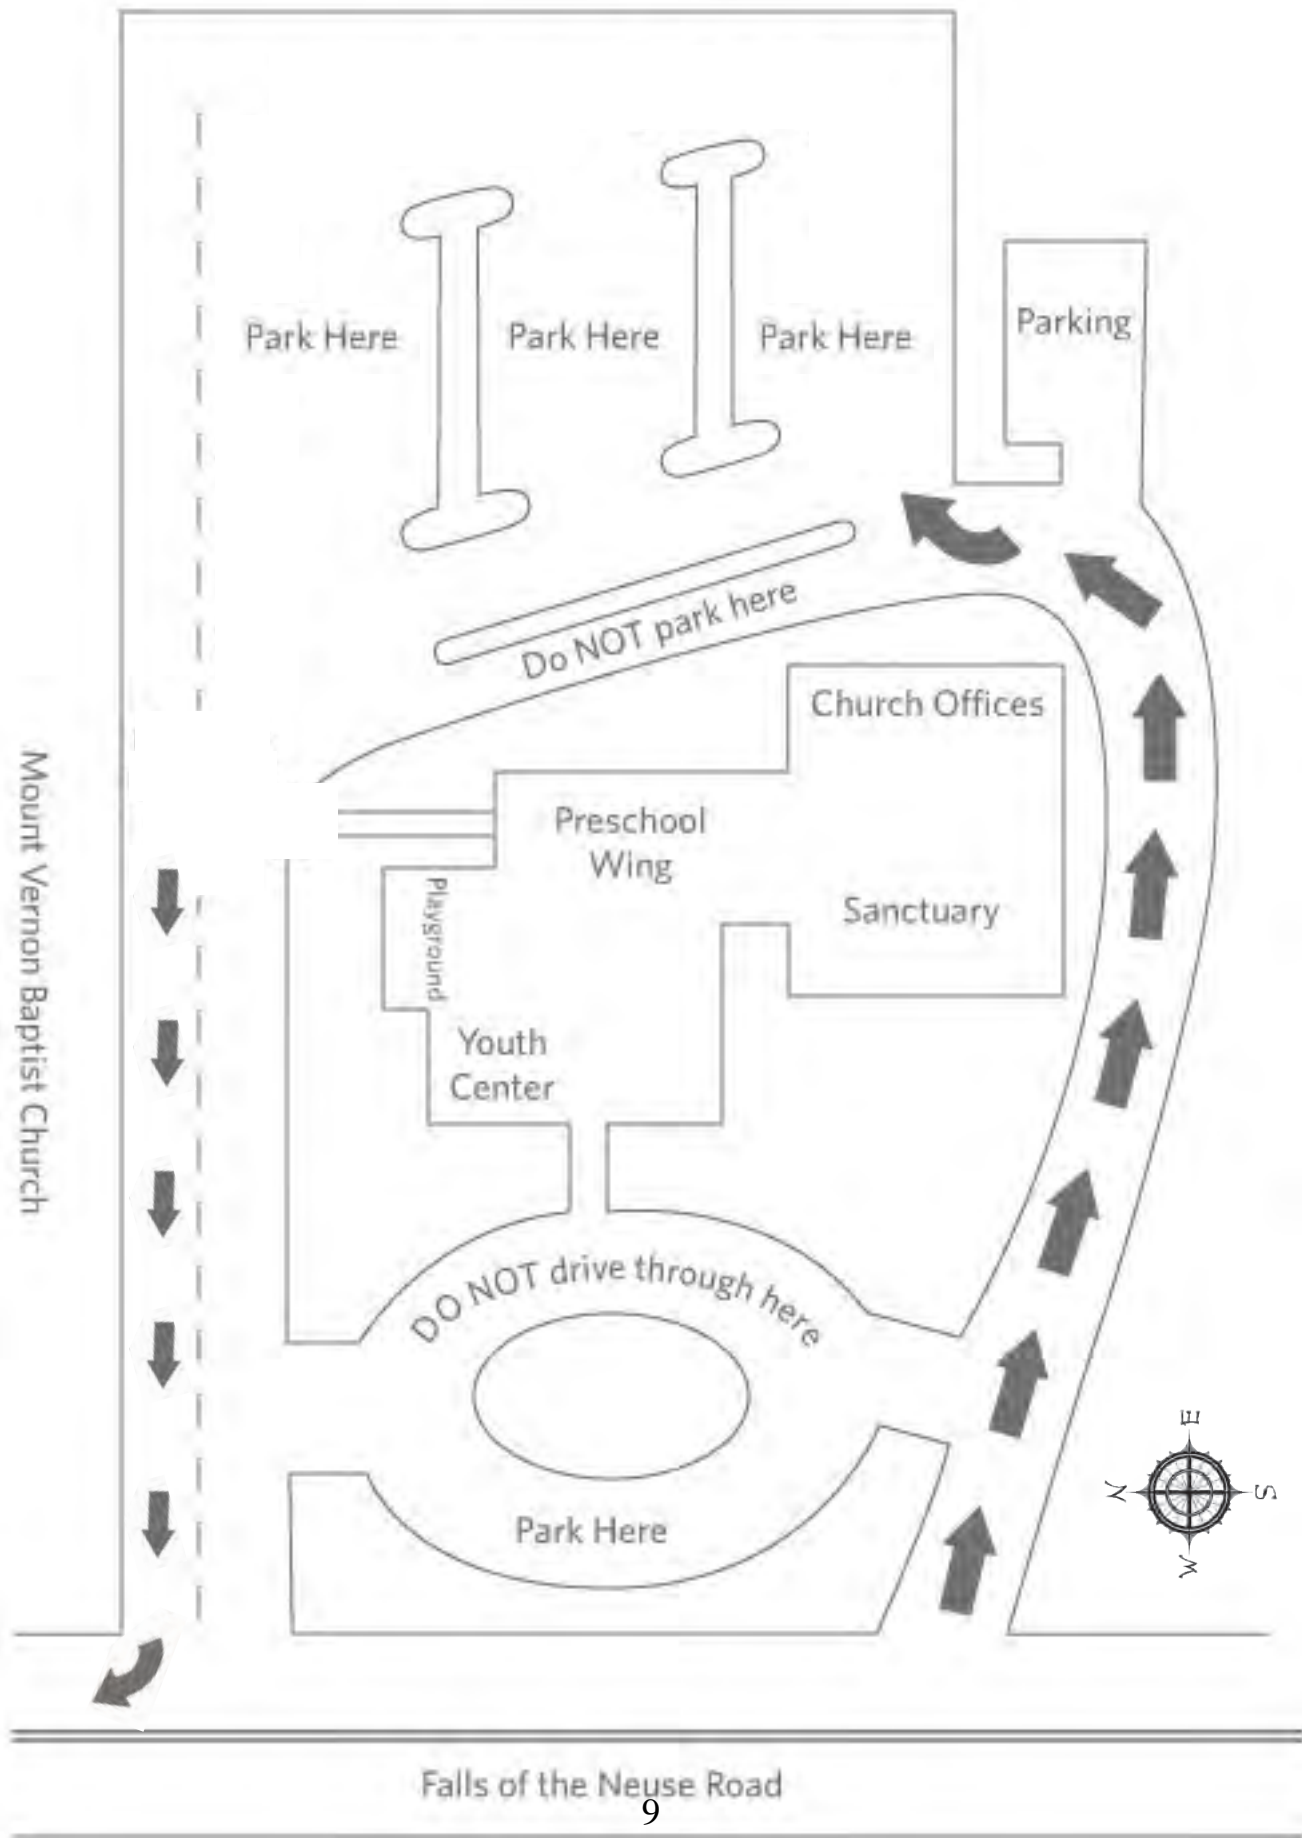 Park Here
Park Here
Park Here
Parking
Do NOT park here
Church Offices
Preschool
Wing
Sanctuary
Playground
Youth
Center
Mount Vernon Baptist Church
DO NOT drive through here
Park Here
E
N
S
W
Falls of the Neuse Road
9